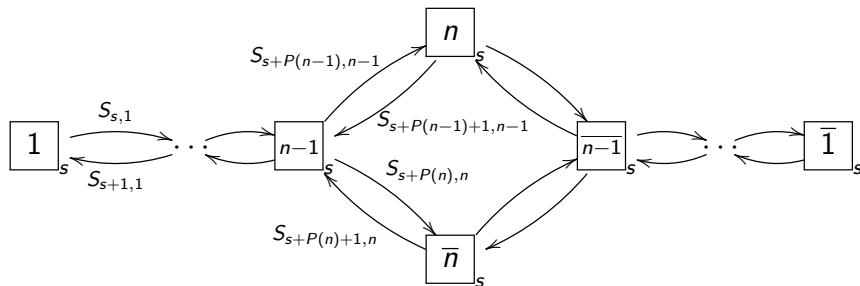 n s
S_{s+P(n−1),n−1}
S_{s,1}
S_{s+P(n−1)+1,n−1}
1 s ··· n−1 s \overline{n−1} s ··· \overline{1} s
S_{s+1,1}
S_{s+P(n),n}
S_{s+P(n)+1,n}
\overline{n} s